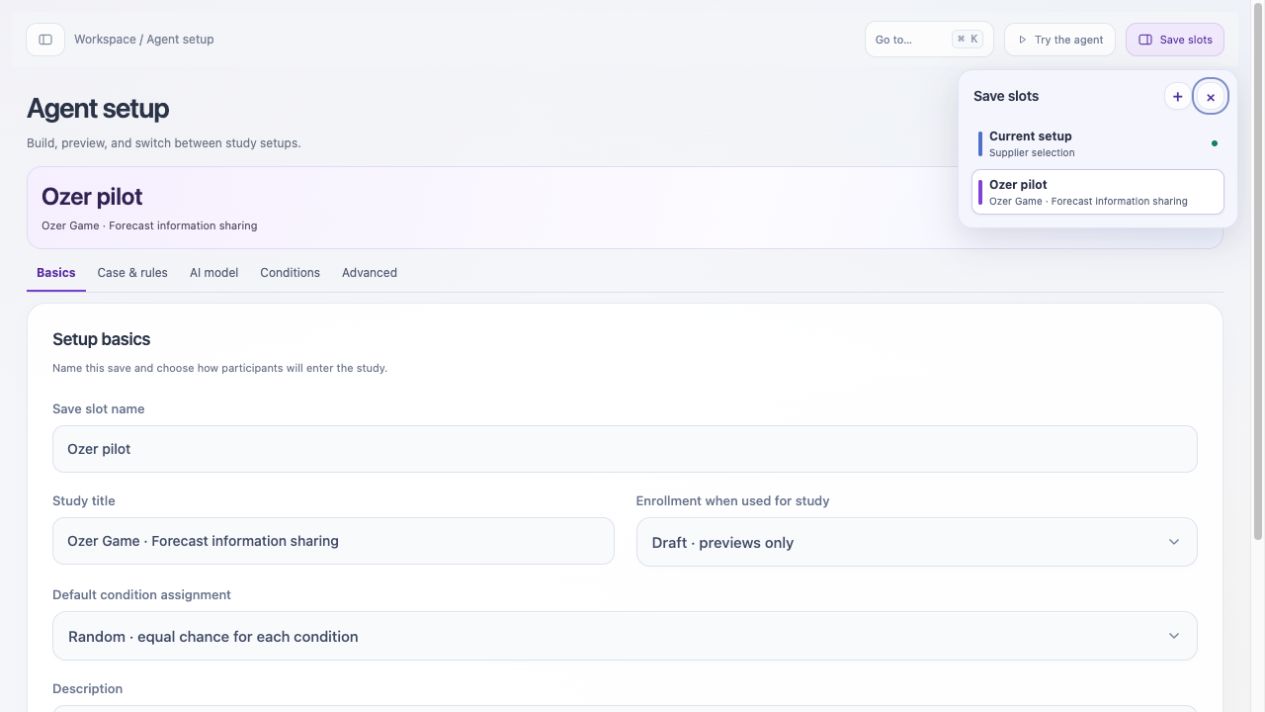 Workspace / Agent setup
Go to...
⌘ K
Try the agent
Save slots
Save slots
Current setup
Supplier selection
Ozer pilot
Ozer Game · Forecast information sharing
Agent setup
Build, preview, and switch between study setups.
Ozer pilot
Ozer Game · Forecast information sharing
Basics
Case & rules
AI model
Conditions
Advanced
Setup basics
Name this save and choose how participants will enter the study.
Save slot name
Ozer pilot
Study title
Enrollment when used for study
Ozer Game · Forecast information sharing
Draft · previews only
Default condition assignment
Random · equal chance for each condition
Description